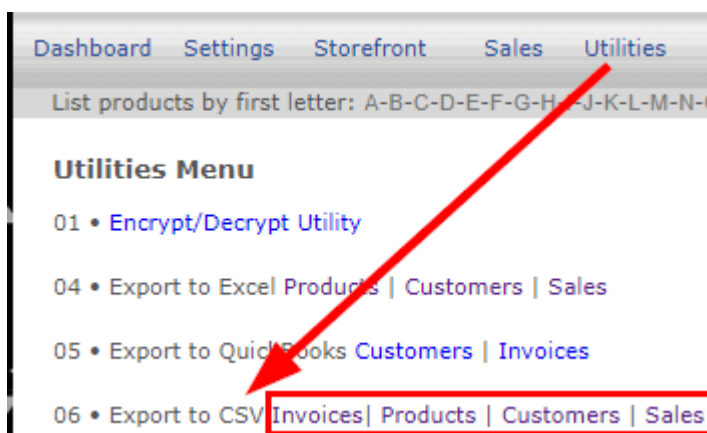 Dashboard Settings Storefront Sales Utilities
List products by first letter: A-B-C-D-E-F-G-H-I-J-K-L-M-N-
Utilities Menu
01 • Encrypt/Decrypt Utility
04 • Export to Excel Products | Customers | Sales
05 • Export to QuickBooks Customers | Invoices
06 • Export to CSV Invoices| Products | Customers | Sales